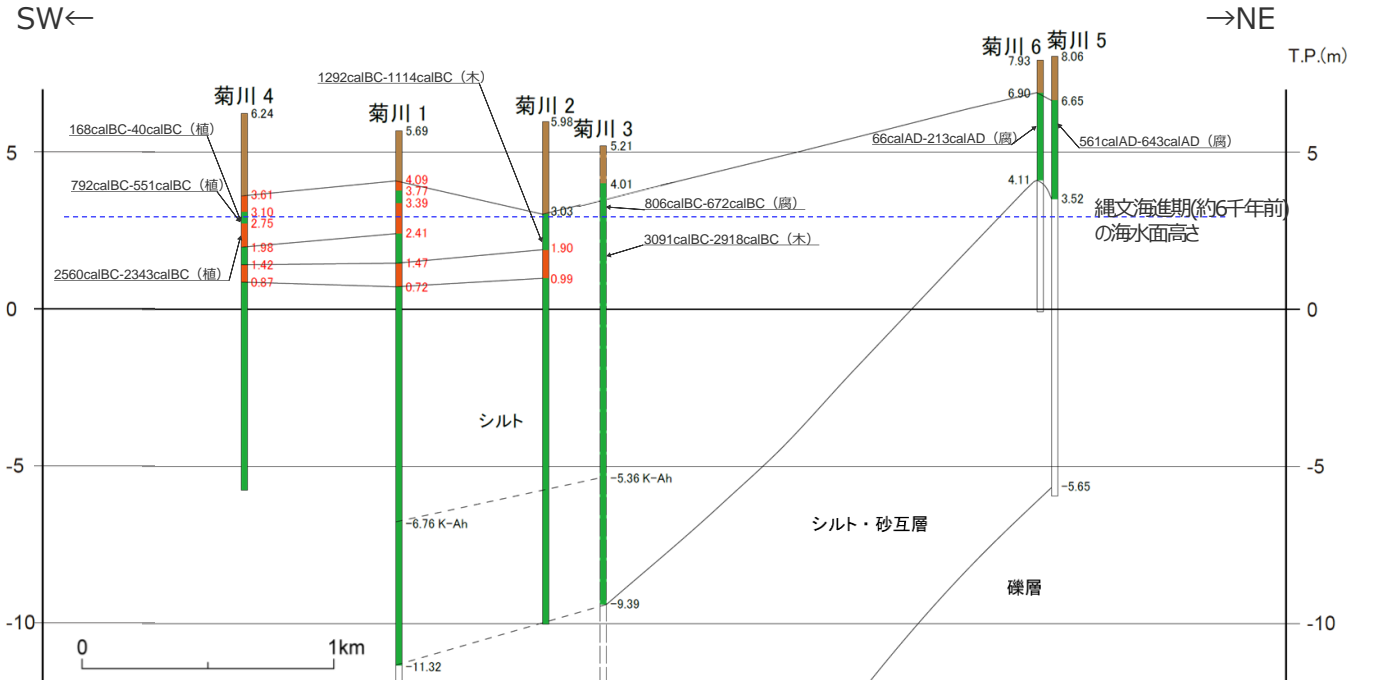 SW←
→NE
T.P.(m)
菊川 6
菊川 5
7.93
8.06
1292calBC-1114calBC（木）
菊川 4
6.24
菊川 1
5.69
菊川 2
5.98
菊川 3
5.21
6.90
6.65
168calBC-40calBC（植）
66calAD-213calAD（腐）
561calAD-643calAD（腐）
5
5
792calBC-551calBC（植）
3.61
3.10
2.75
1.98
1.42
0.87
4.09
3.77
3.39
2.41
1.47
0.72
3.03
1.90
0.99
4.01
4.11
3.52
806calBC-672calBC（腐）
縄文海進期(約6千年前)
の海水面高さ
3091calBC-2918calBC（木）
2560calBC-2343calBC（植）
0
0
シルト
-5
-5
-5.36 K-Ah
-5.65
-6.76 K-Ah
シルト・砂互層
礫層
-9.39
-10
-10
0
1km
-11.32